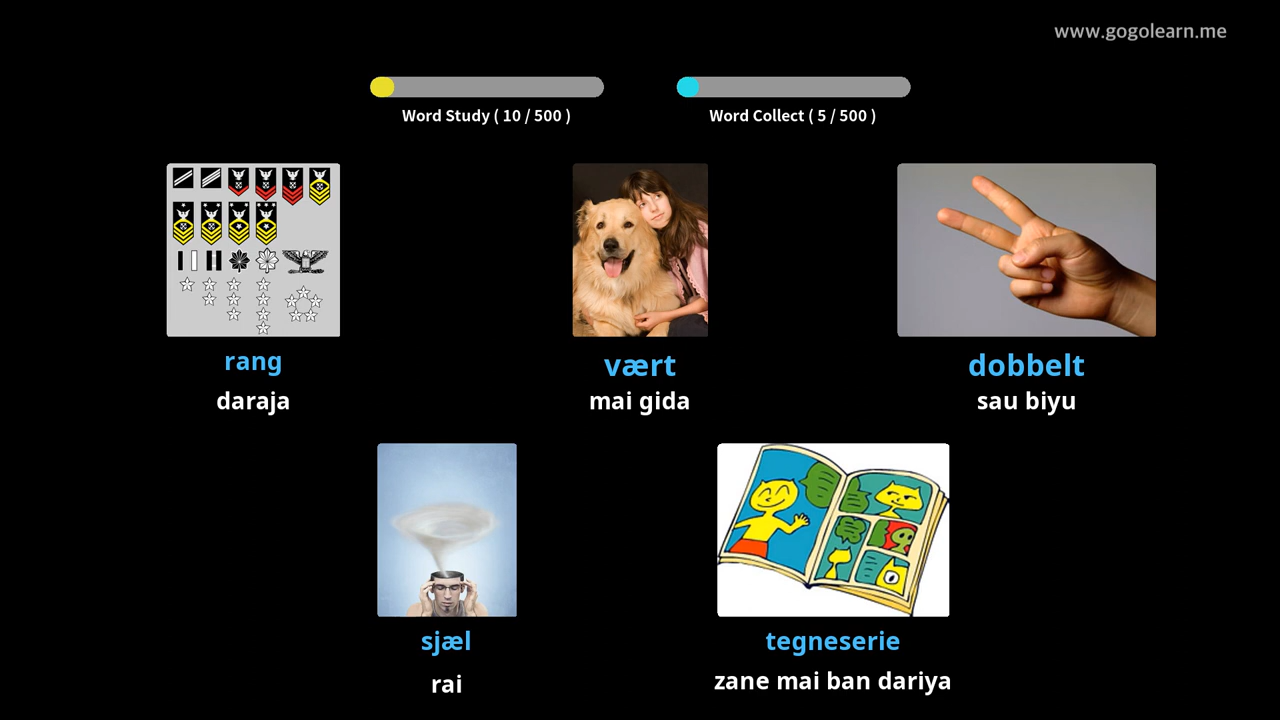 www.gogolearn.me
Word Study ( 10 / 500 )
Word Collect ( 5 / 500 )
rang
daraja
vært
mai gida
dobbelt
sau biyu
sjæl
rai
tegneserie
zane mai ban dariya